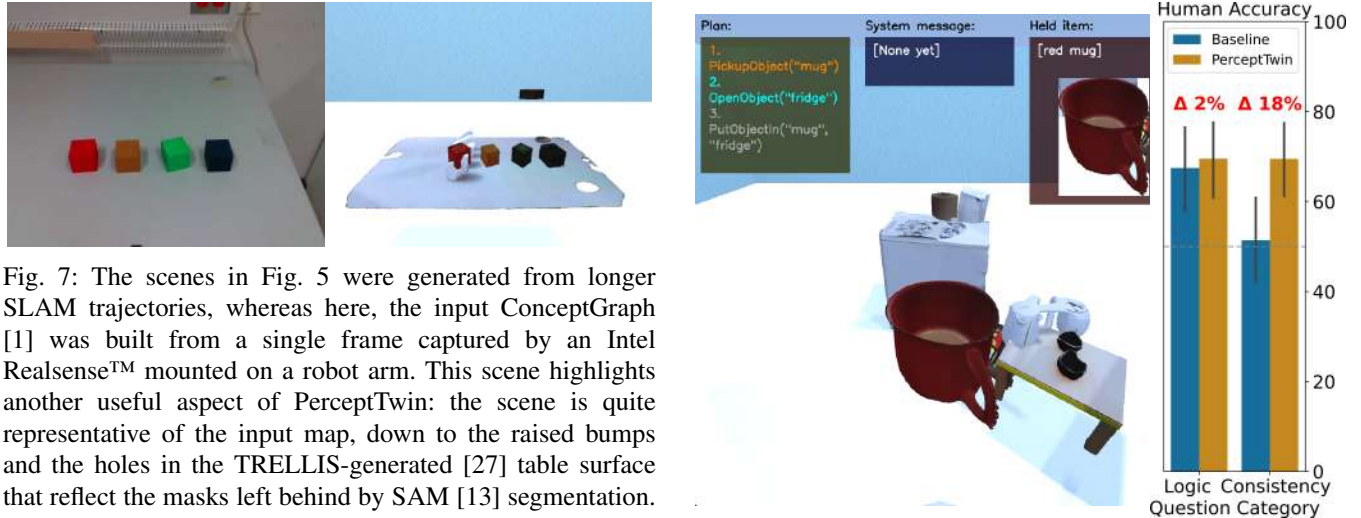 Fig. 7: The scenes in Fig. 5 were generated from longer
SLAM trajectories, whereas here, the input ConceptGraph
[1] was built from a single frame captured by an Intel
Realsense™ mounted on a robot arm. This scene highlights
another useful aspect of PerceptTwin: the scene is quite
representative of the input map, down to the raised bumps
and the holes in the TRELLIS-generated [27] table surface
that reflect the masks left behind by SAM [13] segmentation.
Plan:
1.
PickupObject("mug")
2.
OpenObject("fridge")
3.
PutObjectIn("mug",
"fridge")
System message:
[None yet]
Held item:
[red mug]
Human Accuracy
Baseline
PerceptTwin
Δ 2% Δ 18%
100
80
60
40
20
0
Logic Consistency
Question Category